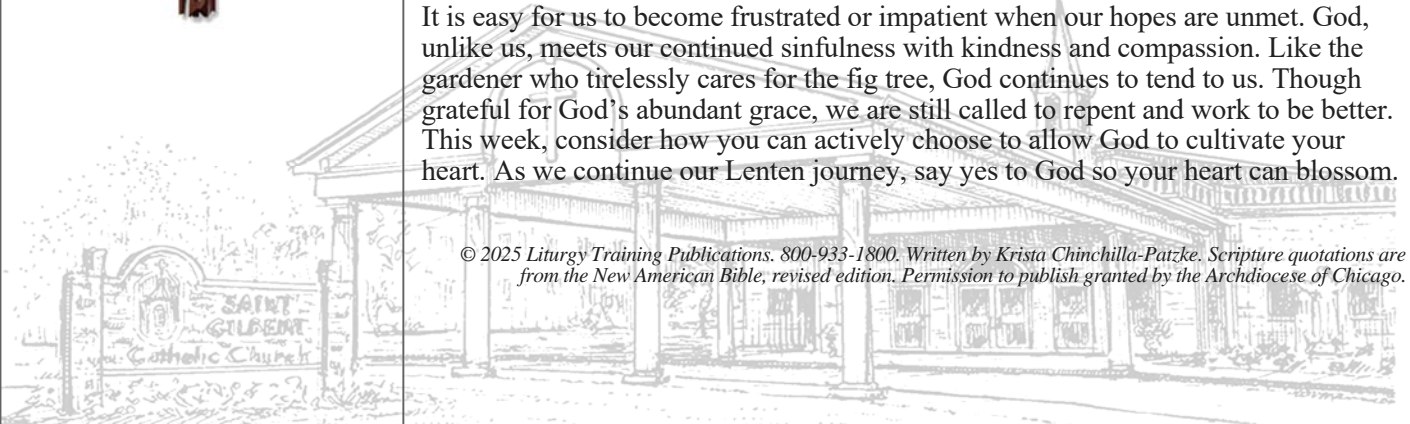 It is easy for us to become frustrated or impatient when our hopes are unmet. God,
unlike us, meets our continued sinfulness with kindness and compassion. Like the
gardener who tirelessly cares for the fig tree, God continues to tend to us. Though
grateful for God’s abundant grace, we are still called to repent and work to be better.
This week, consider how you can actively choose to allow God to cultivate your
heart. As we continue our Lenten journey, say yes to God so your heart can blossom.
© 2025 Liturgy Training Publications. 800-933-1800. Written by Krista Chinchilla-Patzke. Scripture quotations are
from the New American Bible, revised edition. Permission to publish granted by the Archdiocese of Chicago.
SAINT
GILBERT
Catholic Church